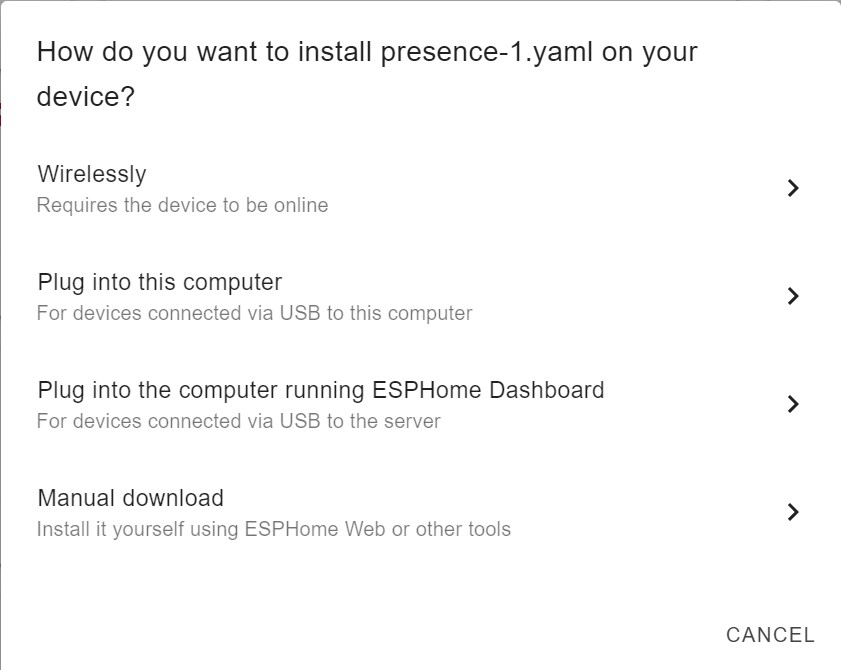 How do you want to install presence-1.yaml on your
device?
Wirelessly
Requires the device to be online
Plug into this computer
For devices connected via USB to this computer
Plug into the computer running ESPHome Dashboard
For devices connected via USB to the server
Manual download
Install it yourself using ESPHome Web or other tools
CANCEL